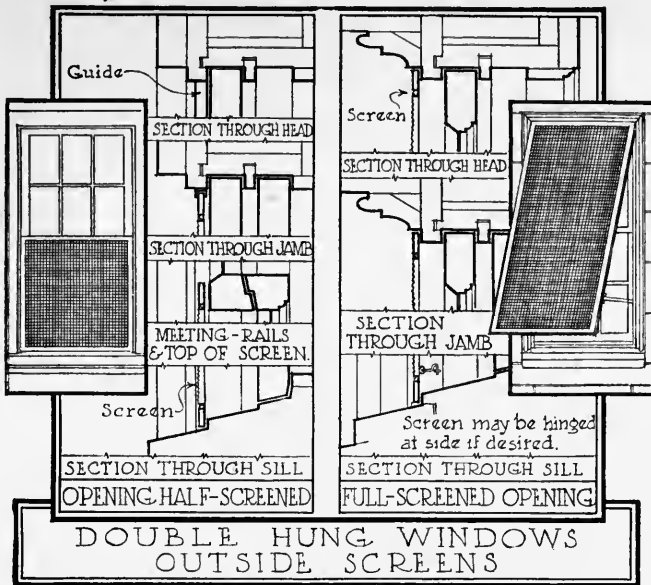 Guide
SECTION THROUGH HEAD
SECTION THROUGH JAMB
MEETING-RAILS
& TOP OF SCREEN.
Screen
SECTION THROUGH SILL
OPENING HALF-SCREENED
Screen
SECTION THROUGH HEAD
SECTION
THROUGH JAMB
Screen may be hinged
at side if desired.
SECTION THROUGH SILL
FULL-SCREENED OPENING
DOUBLE HUNG WINDOWS
OUTSIDE SCREENS